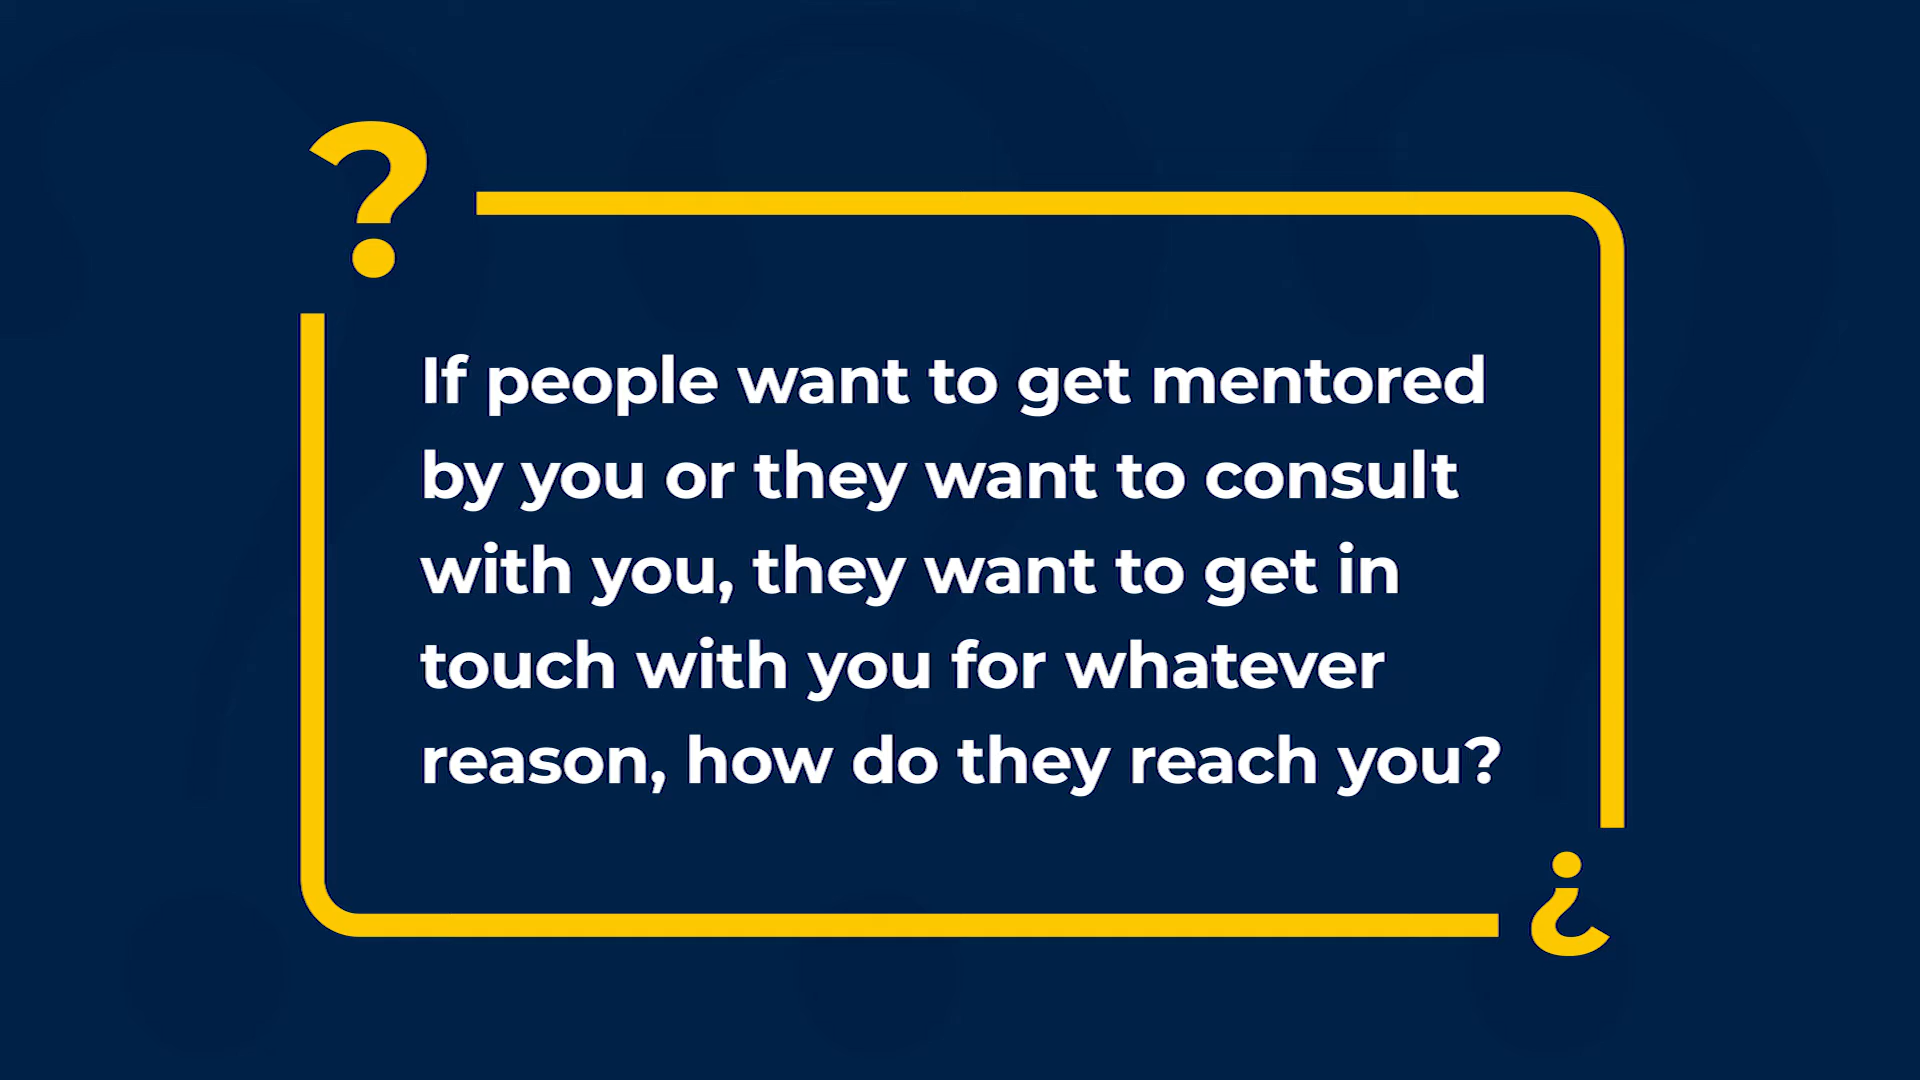 ?
If people want to get mentored
by you or they want to consult
with you, they want to get in
touch with you for whatever
reason, how do they reach you?
¿